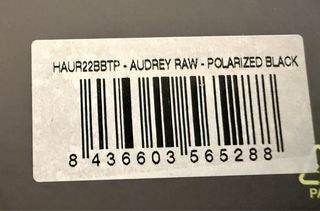 HAUR22BBTP - AUDREY RAW - POLARIZED BLACK
8 436603 565288